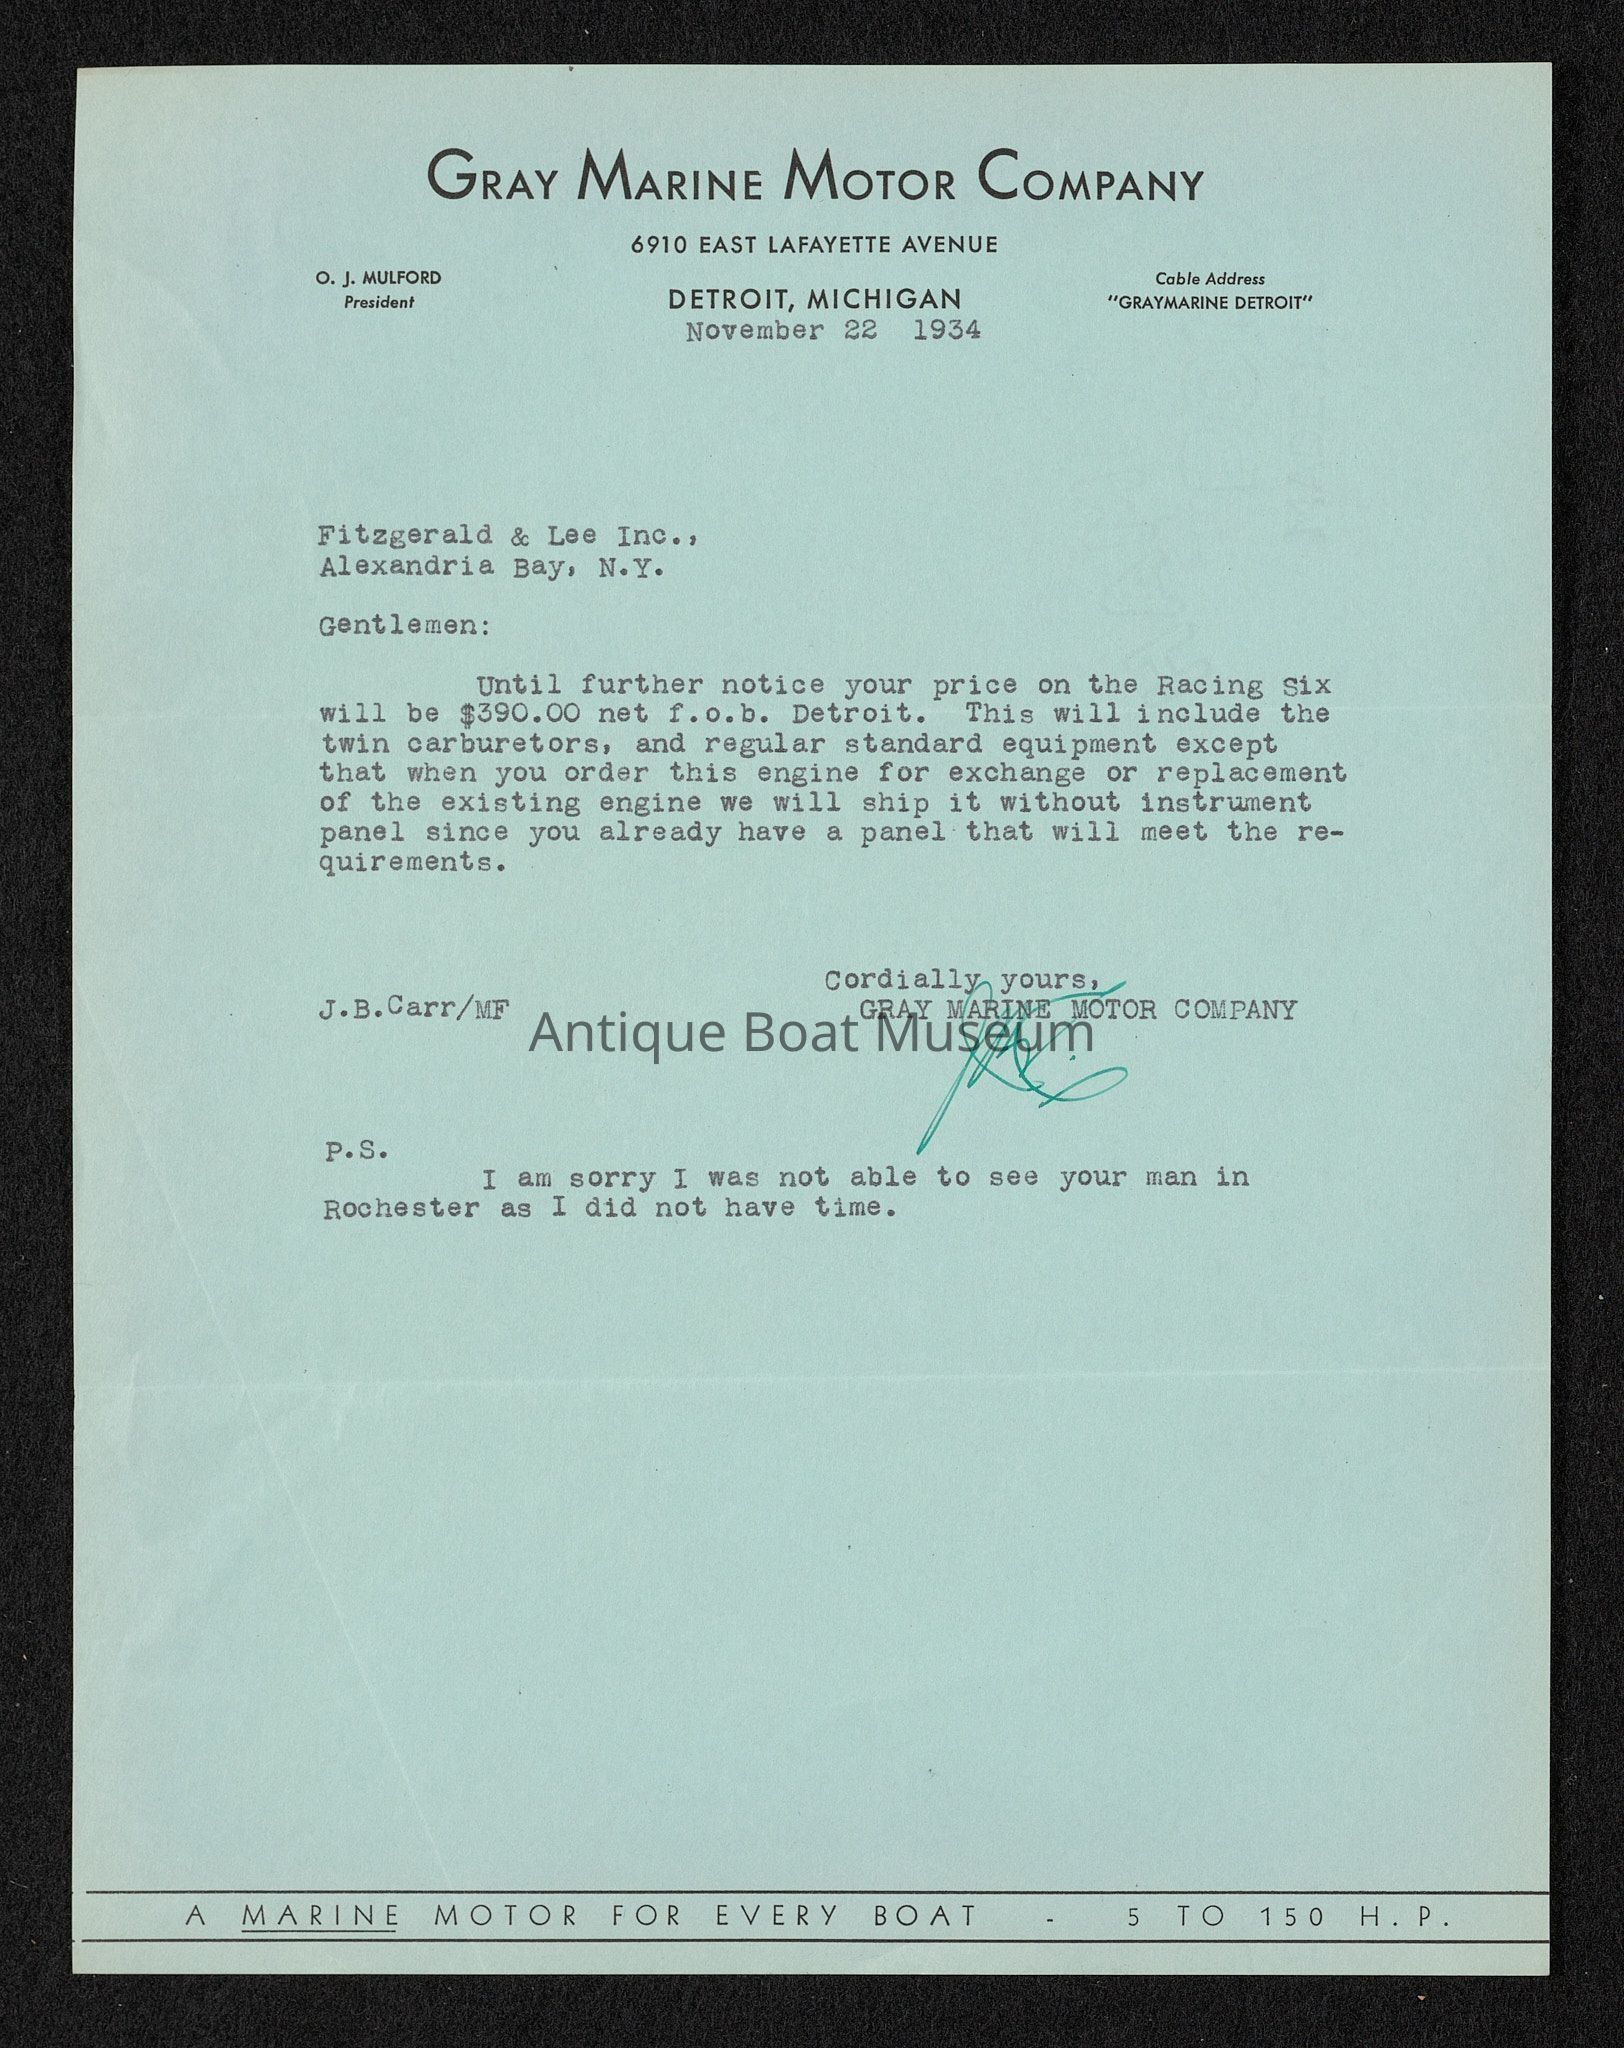 GRAY MARINE MOTOR COMPANY
6910 EAST LAFAYETTE AVENUE
O. J. MULFORD
President
DETROIT, MICHIGAN
Cable Address
"GRAYMARINE DETROIT"
November 22 1934
Fitzgerald & Lee Inc.,
Alexandria Bay, N.Y.
Gentlemen:
Until further notice your price on the Racing Six
will be $390.00 net f.o.b. Detroit. This will include the
twin carburetors, and regular standard equipment except
that when you order this engine for exchange or replacement
of the existing engine we will ship it without instrument
panel since you already have a panel that will meet the re-
quirements.
Cordially yours,
J.B.Carr/MF
GRAY MARINE MOTOR COMPANY
Antique Boat Museum
P.S.
I am sorry I was not able to see your man in
Rochester as I did not have time.
A MARINE MOTOR FOR EVERY BOAT - 5 TO 150 H.P.